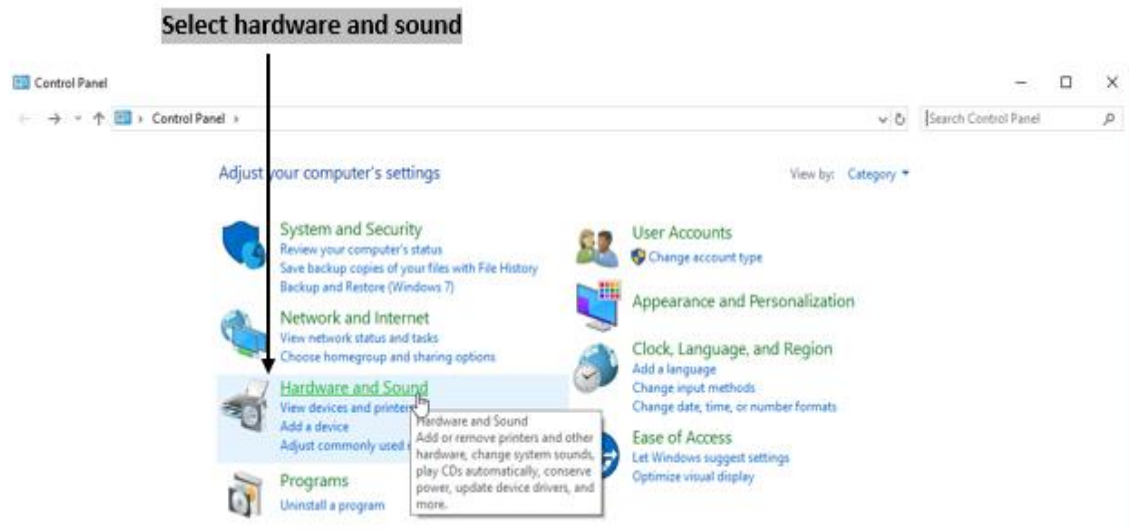 Select hardware and sound
Control Panel
Control Panel
Search Control Panel
Adjust your computer's settings
View by: Category
System and Security
Review your computer's status
Save backup copies of your files with File History
Backup and Restore (Windows 7)
Network and Internet
View network status and tasks
Choose homegroup and sharing options
Hardware and Sound
View devices and printers
Add a device
Adjust commonly used
Programs
Uninstall a program
Hardware and Sound
Add or remove printers and other
hardware, change system sounds,
play CDs automatically, conserve
power, update device drivers, and
more.
User Accounts
Change account type
Appearance and Personalization
Clock, Language, and Region
Add a language
Change input methods
Change date, time, or number formats
Ease of Access
Let Windows suggest settings
Optimize visual display